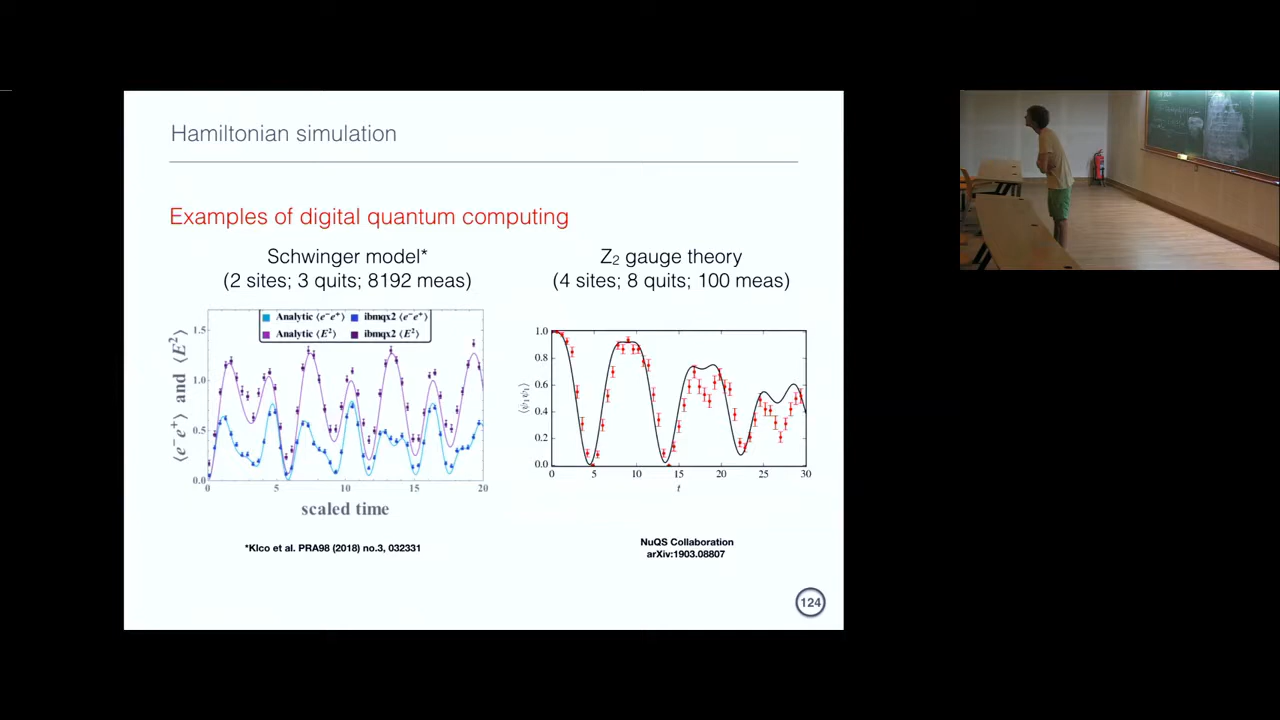 Hamiltonian simulation
Examples of digital quantum computing
Schwinger model*
(2 sites; 3 quits; 8192 meas)
Analytic ⟨e⁻e⁺⟩ ibmqx2 ⟨e⁻e⁺⟩
Analytic ⟨E²⟩ ibmqx2 ⟨E²⟩
⟨e⁻e⁺⟩ and ⟨E²⟩
1.5
1.0
0.5
0.0
0 5 10 15 20
scaled time
*Klco et al. PRA98 (2018) no.3, 032331
Z₂ gauge theory
(4 sites; 8 quits; 100 meas)
1.0
0.8
0.6
0.4
0.2
0.0
0 5 10 15 20 25 30
t
NuQS Collaboration
arXiv:1903.08807
124